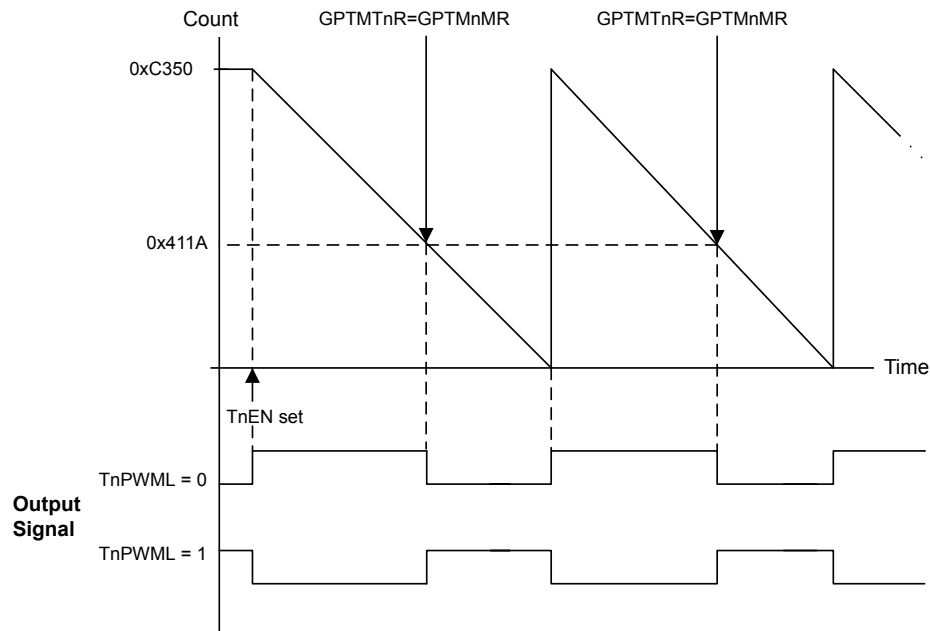 Count
GPTMTnR=GPTMnMR
GPTMTnR=GPTMnMR
0xC350
0x411A
Time
TnEN set
TnPWML = 0
Output
Signal
TnPWML = 1